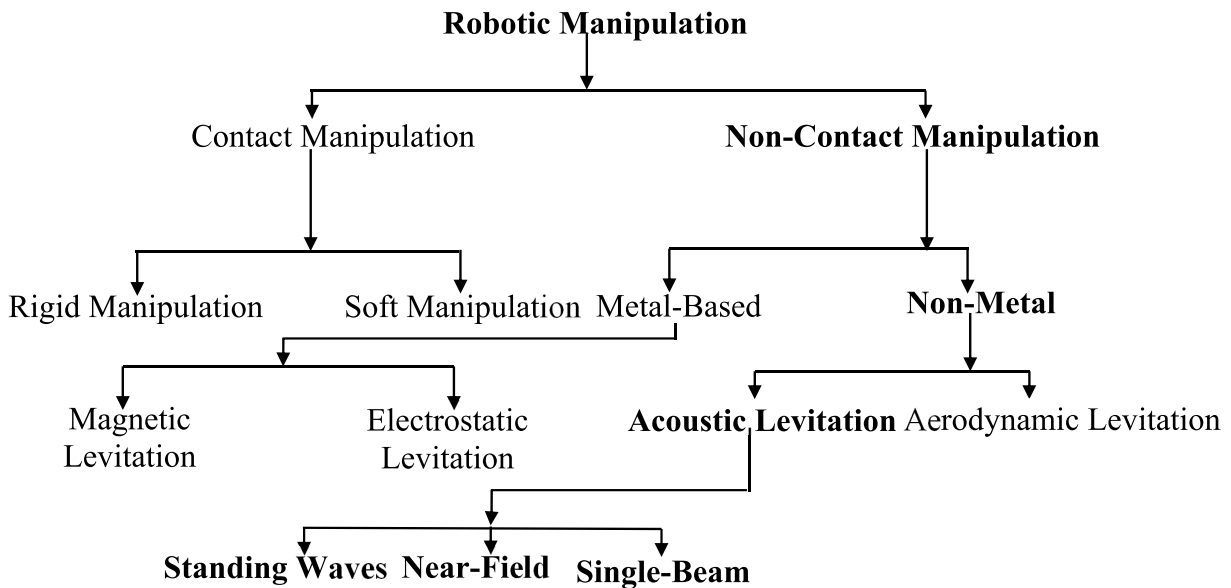 Robotic Manipulation
Contact Manipulation
Non-Contact Manipulation
Rigid Manipulation
Soft Manipulation
Metal-Based
Non-Metal
Magnetic
Levitation
Electrostatic
Levitation
Acoustic Levitation
Aerodynamic Levitation
Standing Waves
Near-Field
Single-Beam